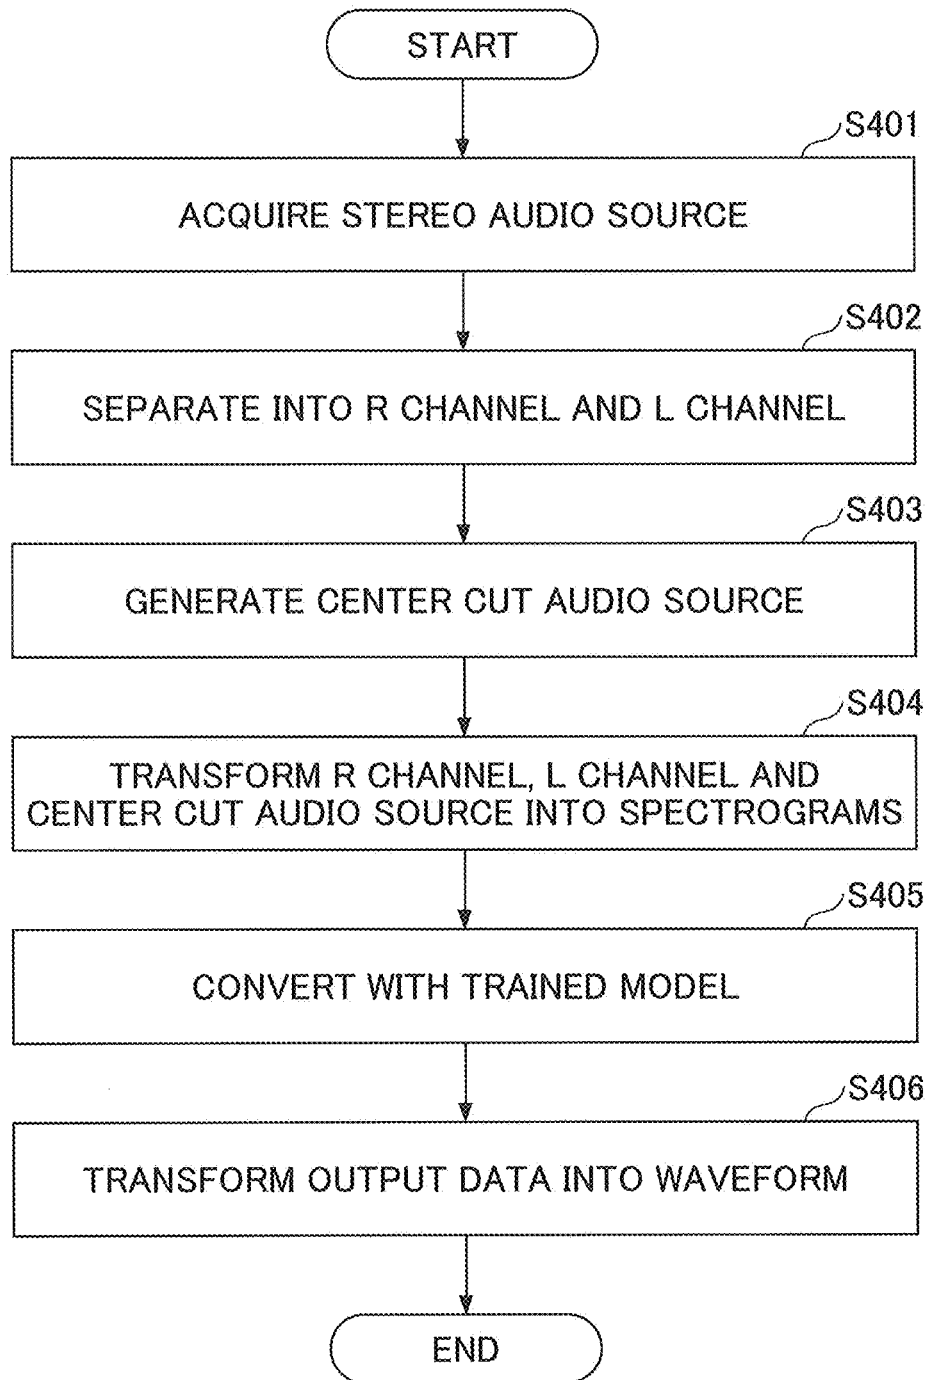 START
S401
ACQUIRE STEREO AUDIO SOURCE
S402
SEPARATE INTO R CHANNEL AND L CHANNEL
S403
GENERATE CENTER CUT AUDIO SOURCE
S404
TRANSFORM R CHANNEL, L CHANNEL AND
CENTER CUT AUDIO SOURCE INTO SPECTROGRAMS
S405
CONVERT WITH TRAINED MODEL
S406
TRANSFORM OUTPUT DATA INTO WAVEFORM
END